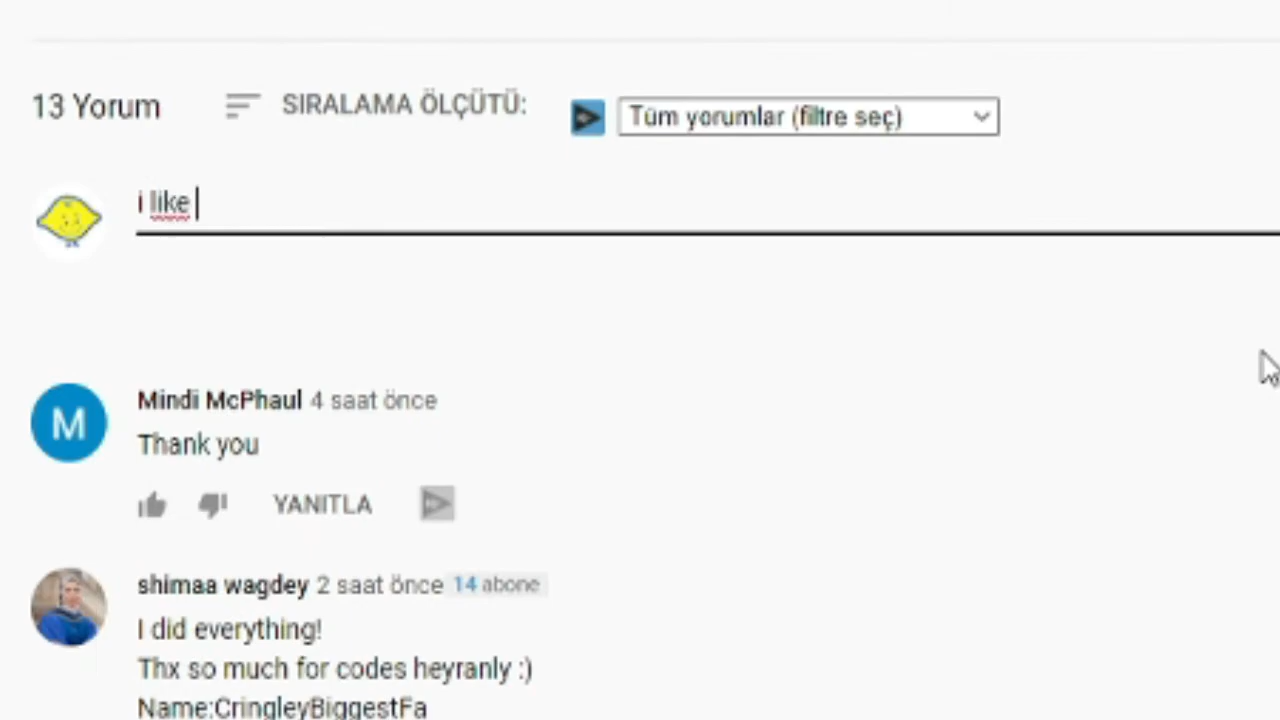 13 Yorum SIRALAMA ÖLÇÜTÜ: Tüm yorumlar (filtre seç)
i like
M
Mindi McPhaul 4 saat önce
Thank you
YANITLA
shimaa wagdey 2 saat önce 14 abone
I did everything!
Thx so much for codes heyranly :)
Name:CringleyBiggestFa